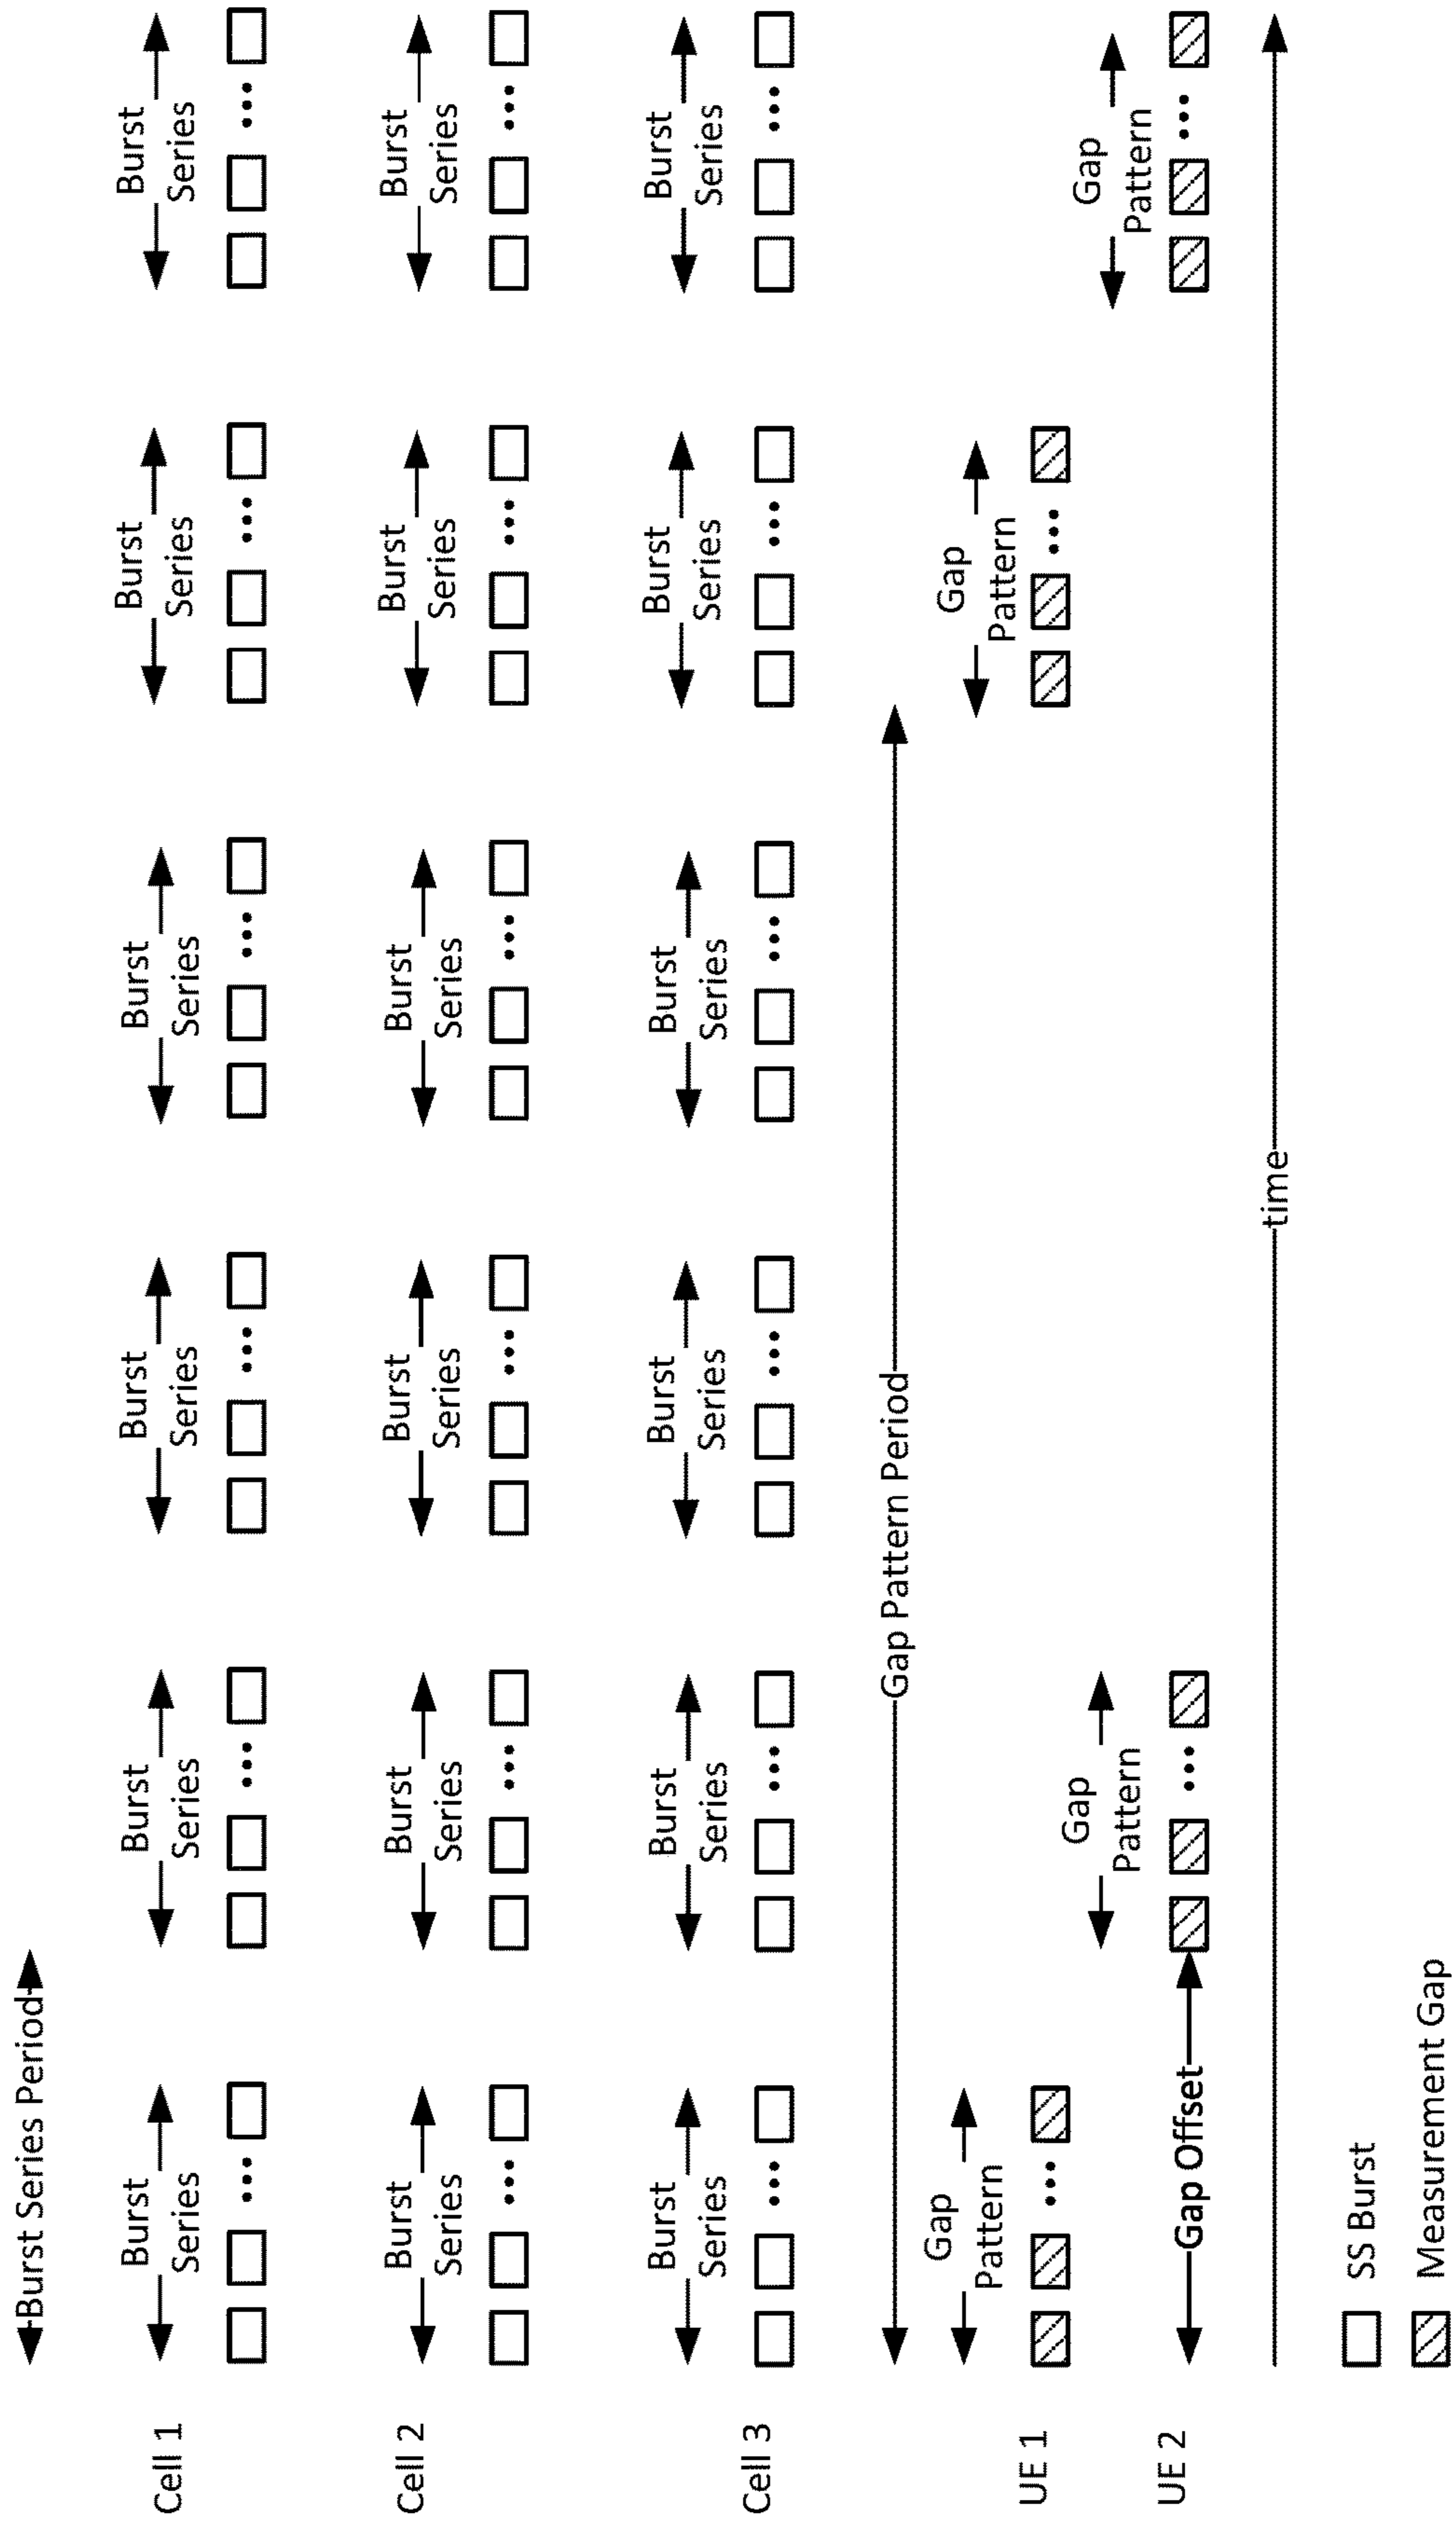 Burst Series Period
Cell 1
Burst
Series
Burst
Series
Burst
Series
Burst
Series
Burst
Series
Burst
Series
Cell 2
Burst
Series
Burst
Series
Burst
Series
Burst
Series
Burst
Series
Burst
Series
Cell 3
Burst
Series
Burst
Series
Burst
Series
Burst
Series
Burst
Series
Burst
Series
Gap Pattern Period
UE 1
Gap
Pattern
Gap
Pattern
UE 2
Gap Offset
Gap
Pattern
Gap
Pattern
time
SS Burst
Measurement Gap